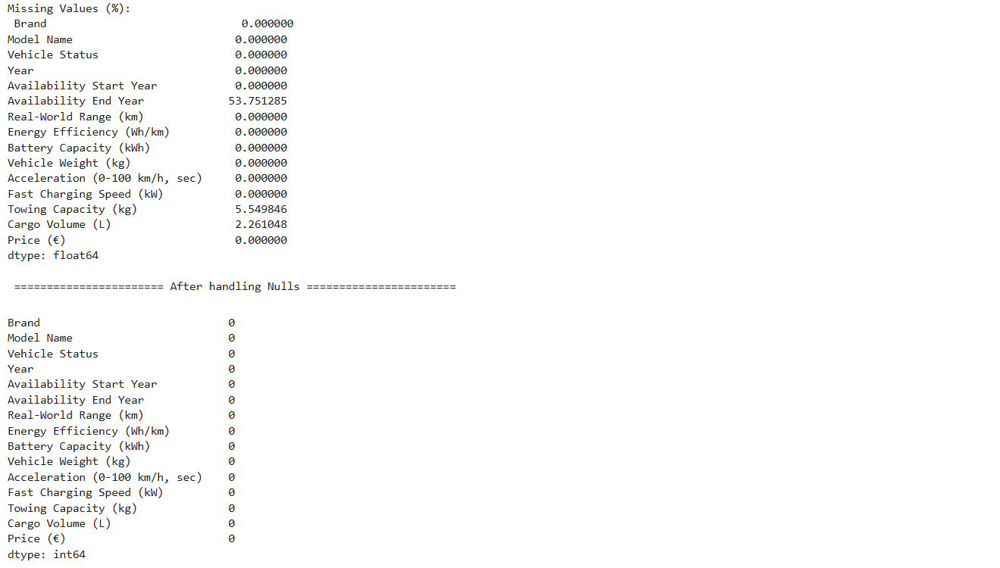 Missing Values (%):
Brand 0.000000
Model Name 0.000000
Vehicle Status 0.000000
Year 0.000000
Availability Start Year 0.000000
Availability End Year 53.751285
Real-World Range (km) 0.000000
Energy Efficiency (Wh/km) 0.000000
Battery Capacity (kWh) 0.000000
Vehicle Weight (kg) 0.000000
Acceleration (0-100 km/h, sec) 0.000000
Fast Charging Speed (kW) 0.000000
Towing Capacity (kg) 5.549846
Cargo Volume (L) 2.261048
Price (€) 0.000000
dtype: float64
======================= After handling Nulls =======================
Brand 0
Model Name 0
Vehicle Status 0
Year 0
Availability Start Year 0
Availability End Year 0
Real-World Range (km) 0
Energy Efficiency (Wh/km) 0
Battery Capacity (kWh) 0
Vehicle Weight (kg) 0
Acceleration (0-100 km/h, sec) 0
Fast Charging Speed (kW) 0
Towing Capacity (kg) 0
Cargo Volume (L) 0
Price (€) 0
dtype: int64